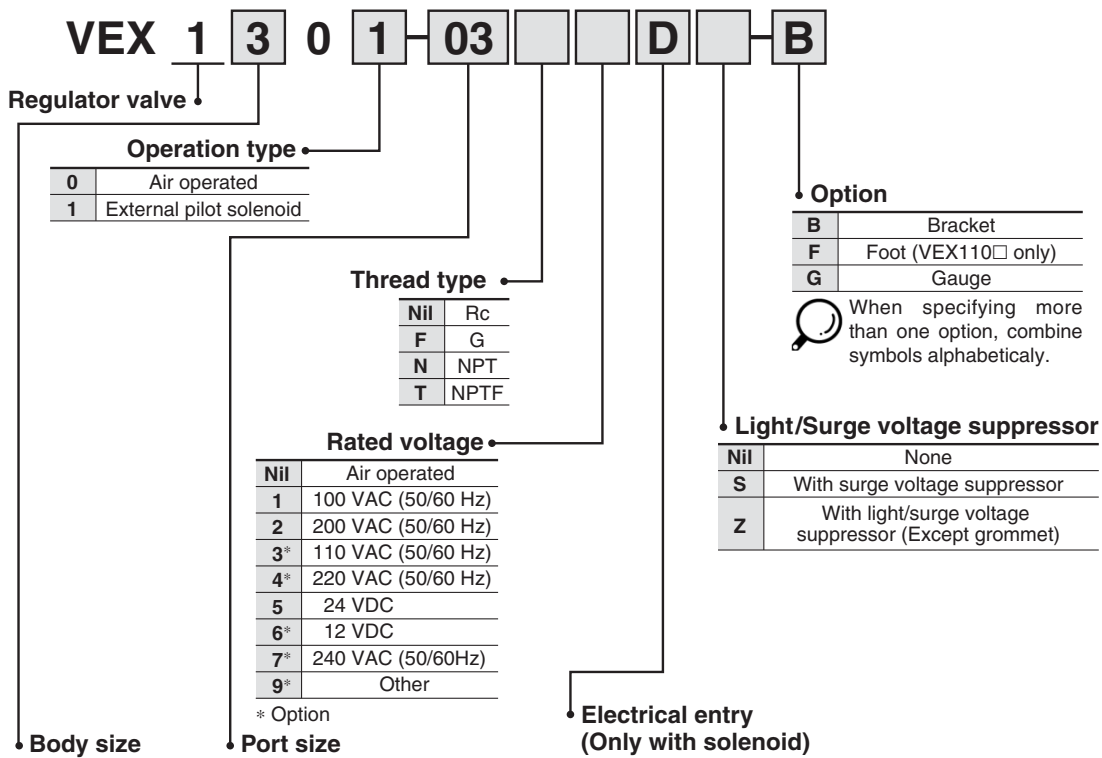 VEX 1 3 0 1-03 D -B
Regulator valve
Operation type
0 Air operated
1 External pilot solenoid
Option
B Bracket
F Foot (VEX110□ only)
G Gauge
When specifying more
than one option, combine
symbols alphabeticaly.
Thread type
Nil Rc
F G
N NPT
T NPTF
Light/Surge voltage suppressor
Nil None
S With surge voltage suppressor
Z With light/surge voltage
suppressor (Except grommet)
Rated voltage
Nil Air operated
1 100 VAC (50/60 Hz)
2 200 VAC (50/60 Hz)
3* 110 VAC (50/60 Hz)
4* 220 VAC (50/60 Hz)
5 24 VDC
6* 12 VDC
7* 240 VAC (50/60Hz)
9* Other
* Option
Electrical entry
(Only with solenoid)
Body size
Port size